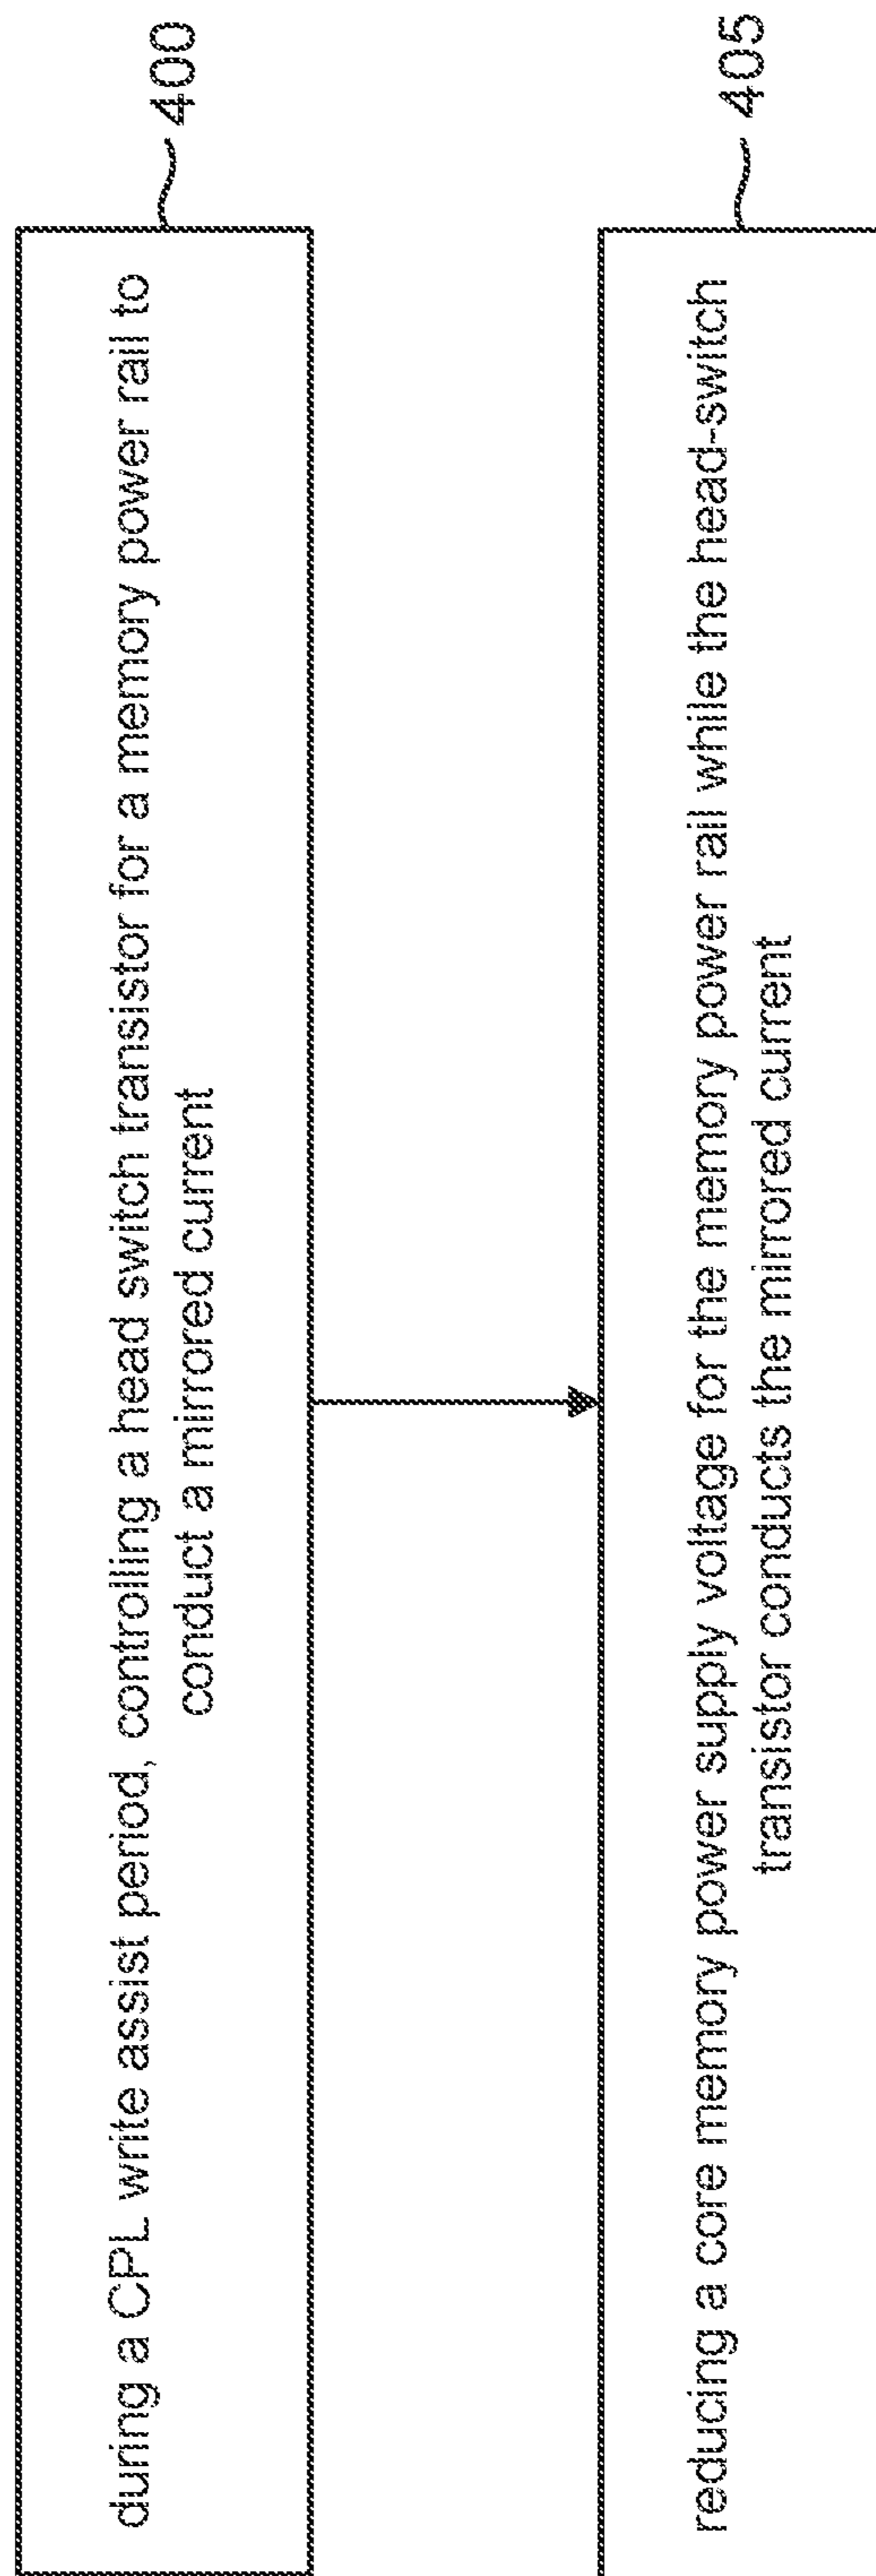 during a CPL write assist period, controlling a head switch transistor for a memory power rail to
conduct a mirrored current
400
reducing a core memory power supply voltage for the memory power rail while the head-switch
transistor conducts the mirrored current
405